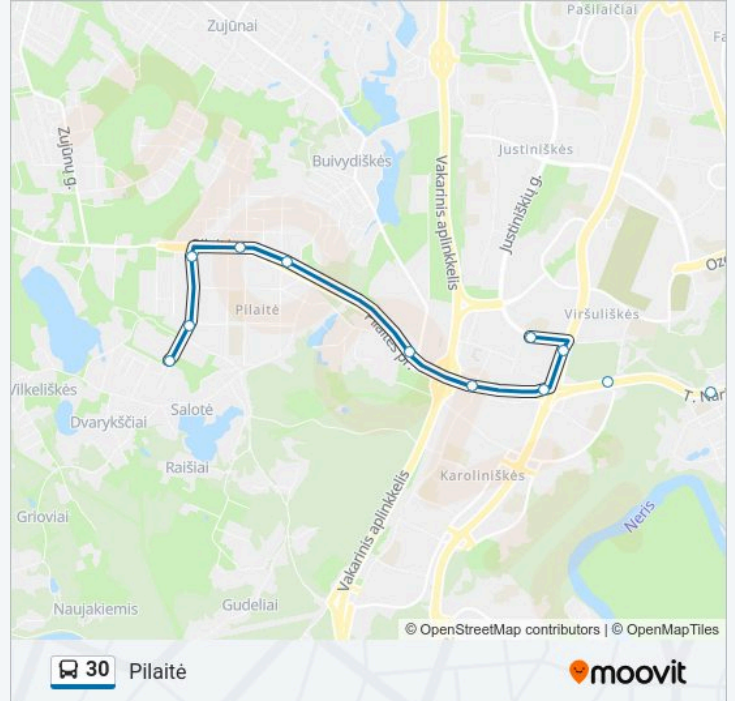 Pašilaičiai
Zujūnai
Zujūnų g.
Buivydiškės
Justiniškės
Vakarinis aplinkkelis
Justiniškių g.
Pilaitė
Viršuliškės
Pilaitės pr.
Vilkeliškės
Salotė
Dvarykščiai
Raišiai
Karoliniškės
Grioviai
Neris
Vakarinis aplinkkelis
Naujakiemis
Gudeliai
© OpenStreetMap contributors | © OpenMapTiles
30 Pilaitė
moovit